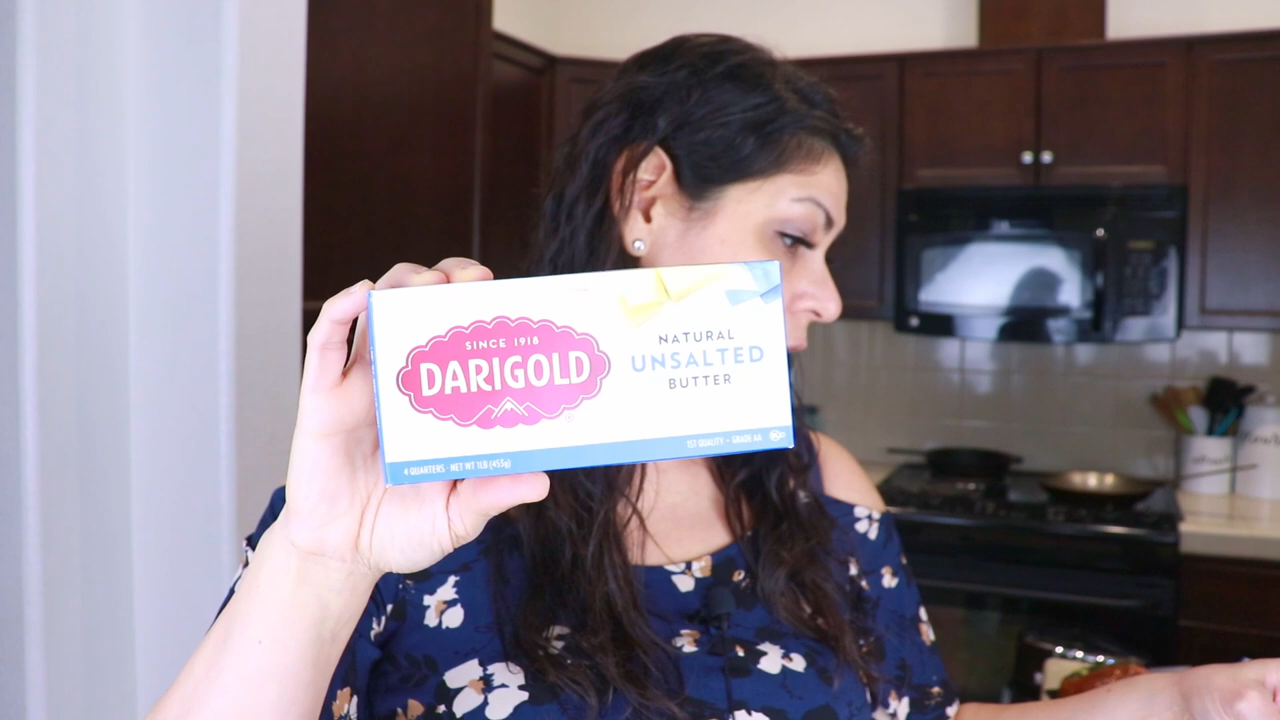 SINCE 1918
DARIGOLD
NATURAL
UNSALTED
BUTTER
4 QUARTERS · NET WT 1LB (453g)
1ST QUALITY - GRADE AA